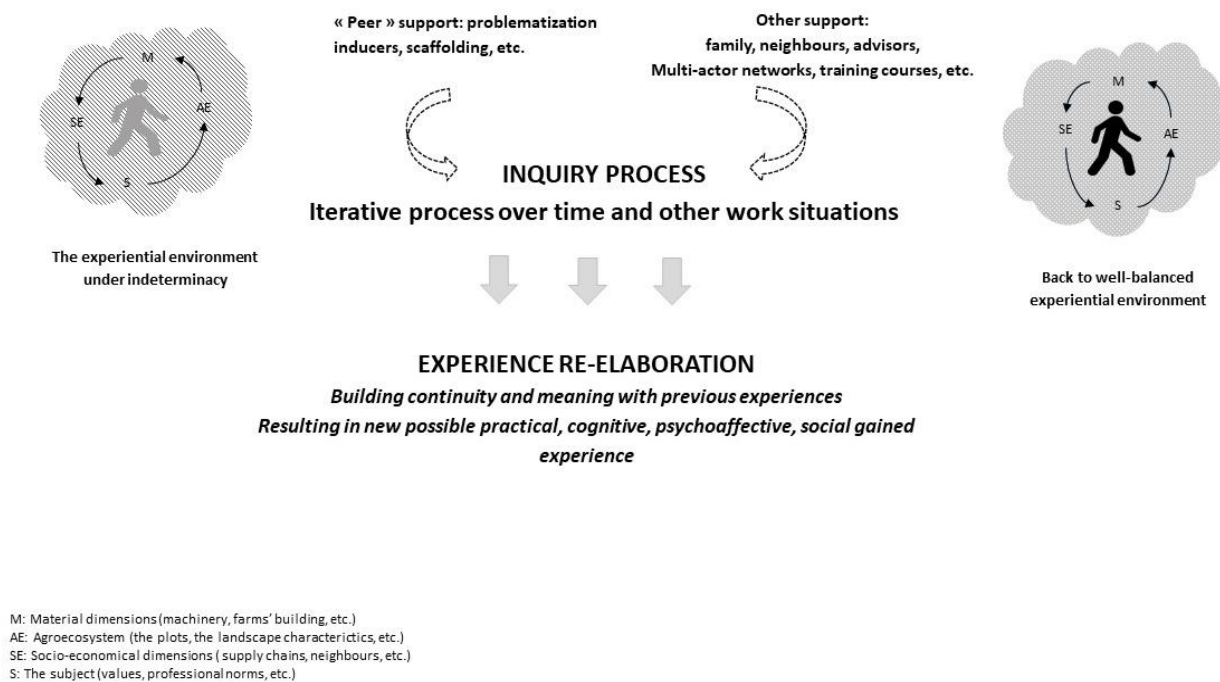 « Peer » support: problematization
inducers, scaffolding, etc.
Other support:
family, neighbours, advisors,
Multi-actor networks, training courses, etc.
M
SE
AE
S
The experiential environment
under indeterminacy
INQUIRY PROCESS
Iterative process over time and other work situations
M
SE
AE
S
Back to well-balanced
experiential environment
EXPERIENCE RE-ELABORATION
Building continuity and meaning with previous experiences
Resulting in new possible practical, cognitive, psychoaffective, social gained
experience
M: Material dimensions (machinery, farms' building, etc.)
AE: Agroecosystem (the plots, the landscape characterictics, etc.)
SE: Socio-economical dimensions ( supply chains, neighbours, etc.)
S: The subject (values, professional norms, etc.)